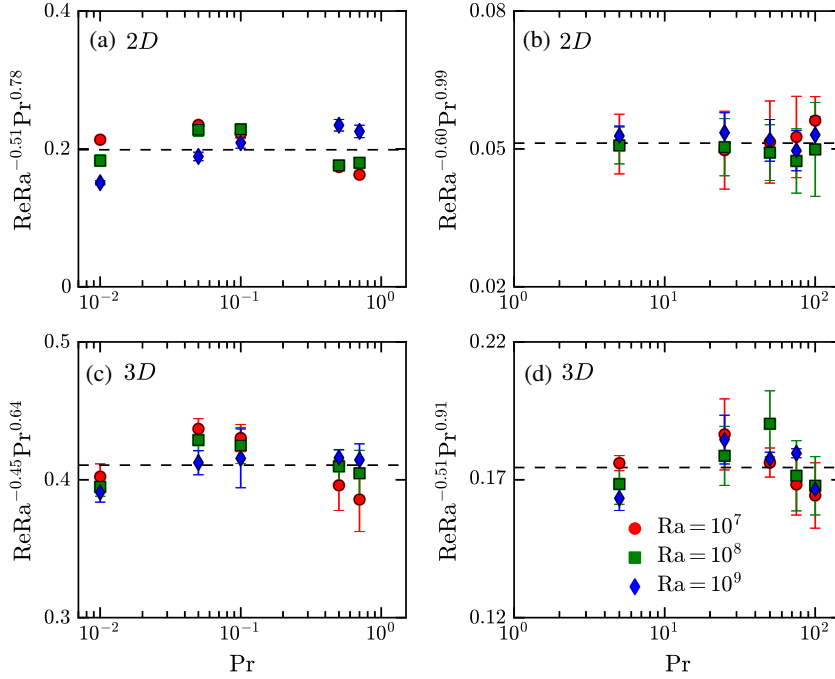 (a) 2D
ReRa^−0.51Pr^0.78
0.4
0.2
0
10^−2
10^−1
10^0
(b) 2D
ReRa^−0.60Pr^0.99
0.08
0.05
0.02
10^0
10^1
10^2
(c) 3D
ReRa^−0.45Pr^0.64
0.5
0.4
0.3
10^−2
10^−1
10^0
Pr
(d) 3D
ReRa^−0.51Pr^0.91
0.22
0.17
0.12
Ra = 10^7
Ra = 10^8
Ra = 10^9
10^0
10^1
10^2
Pr